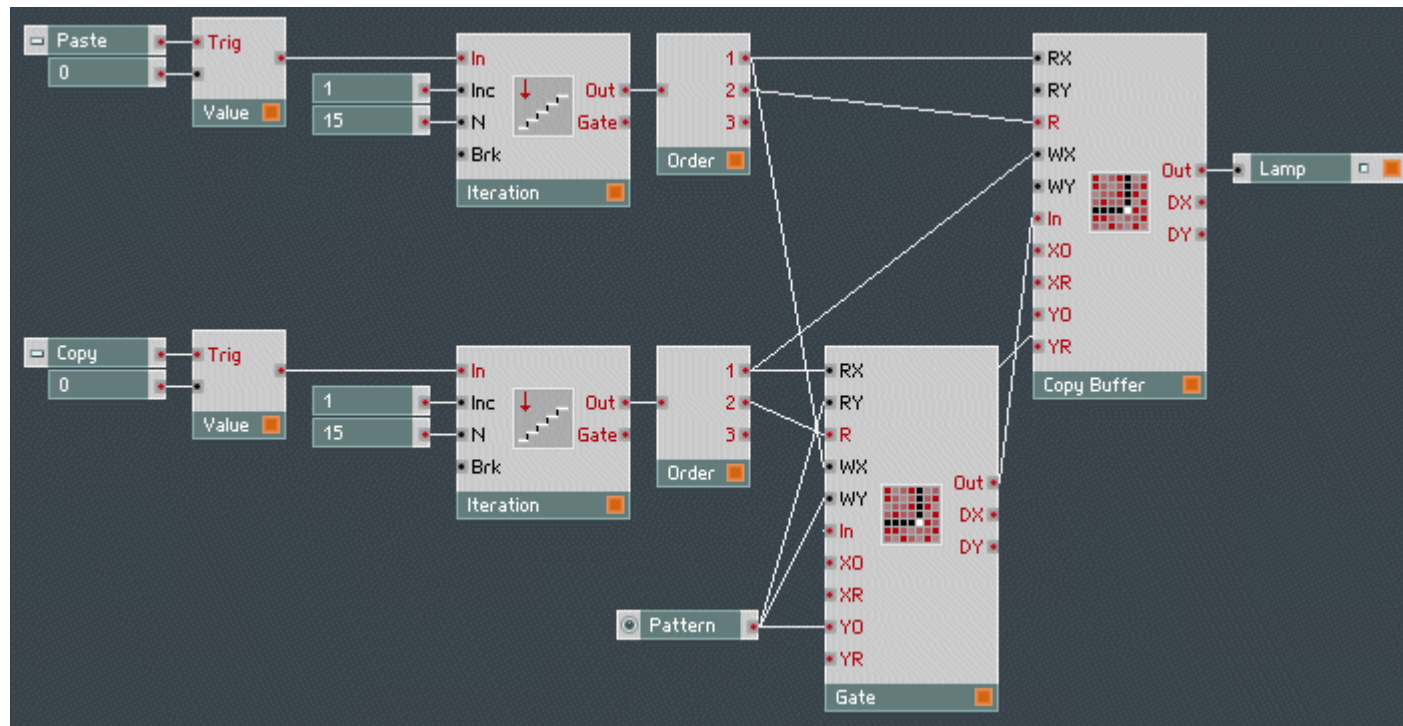 Paste
0
Trig
Value
1
15
In
Inc
N
Brk
Out
Gate
Iteration
1
2
3
Order
RX
RY
R
WX
WY
In
XO
XR
YO
YR
Out
DX
DY
Copy Buffer
Lamp
Copy
0
Trig
Value
1
15
In
Inc
N
Brk
Out
Gate
Iteration
1
2
3
Order
RX
RY
R
WX
WY
In
XO
XR
YO
YR
Out
DX
DY
Gate
Pattern